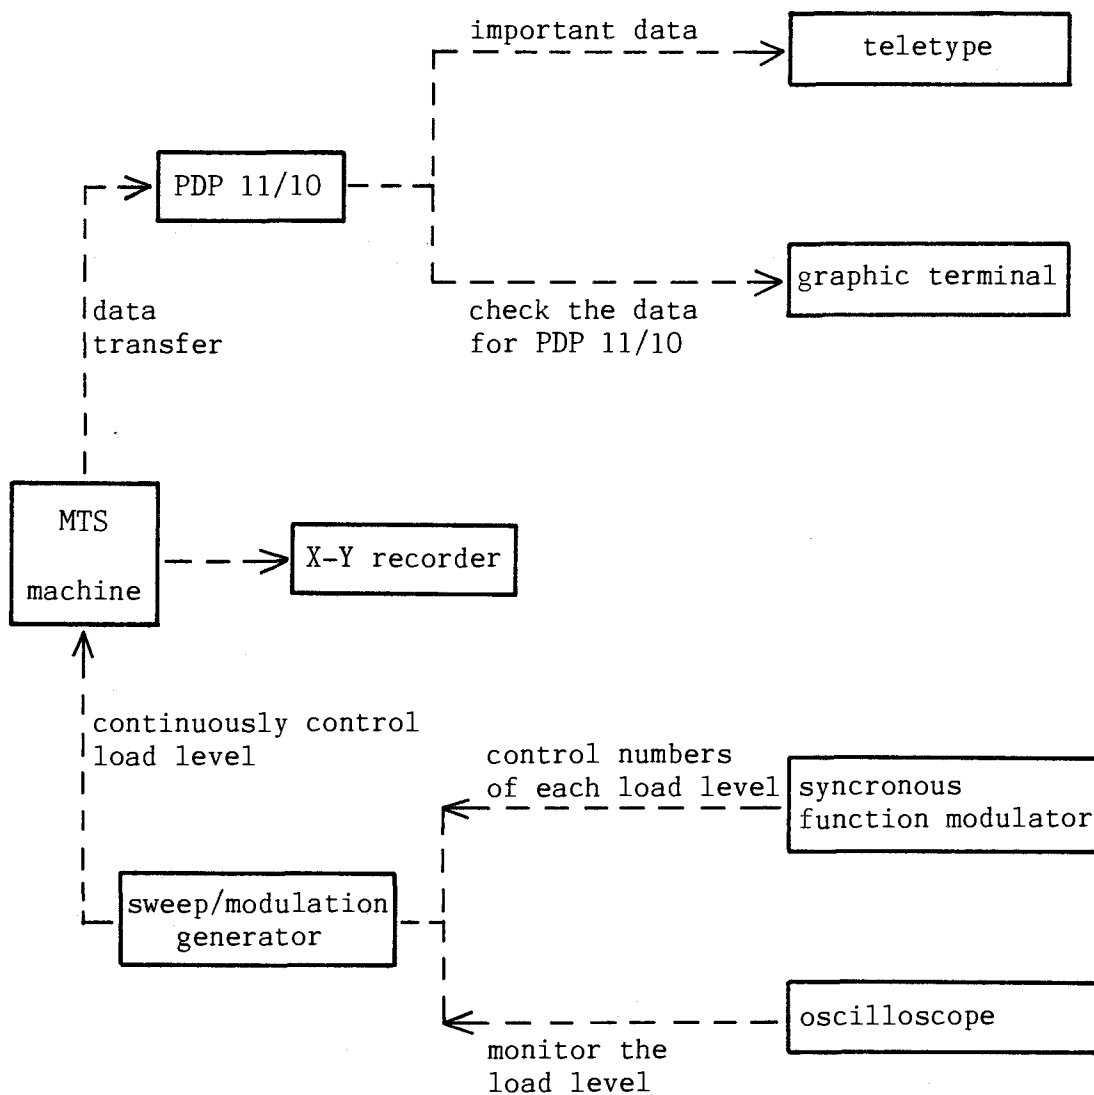 important data
teletype
PDP 11/10
graphic terminal
data
transfer
check the data
for PDP 11/10
MTS
machine
X-Y recorder
continuously control
load level
control numbers
of each load level
syncronous
function modulator
sweep/modulation
generator
oscilloscope
monitor the
load level